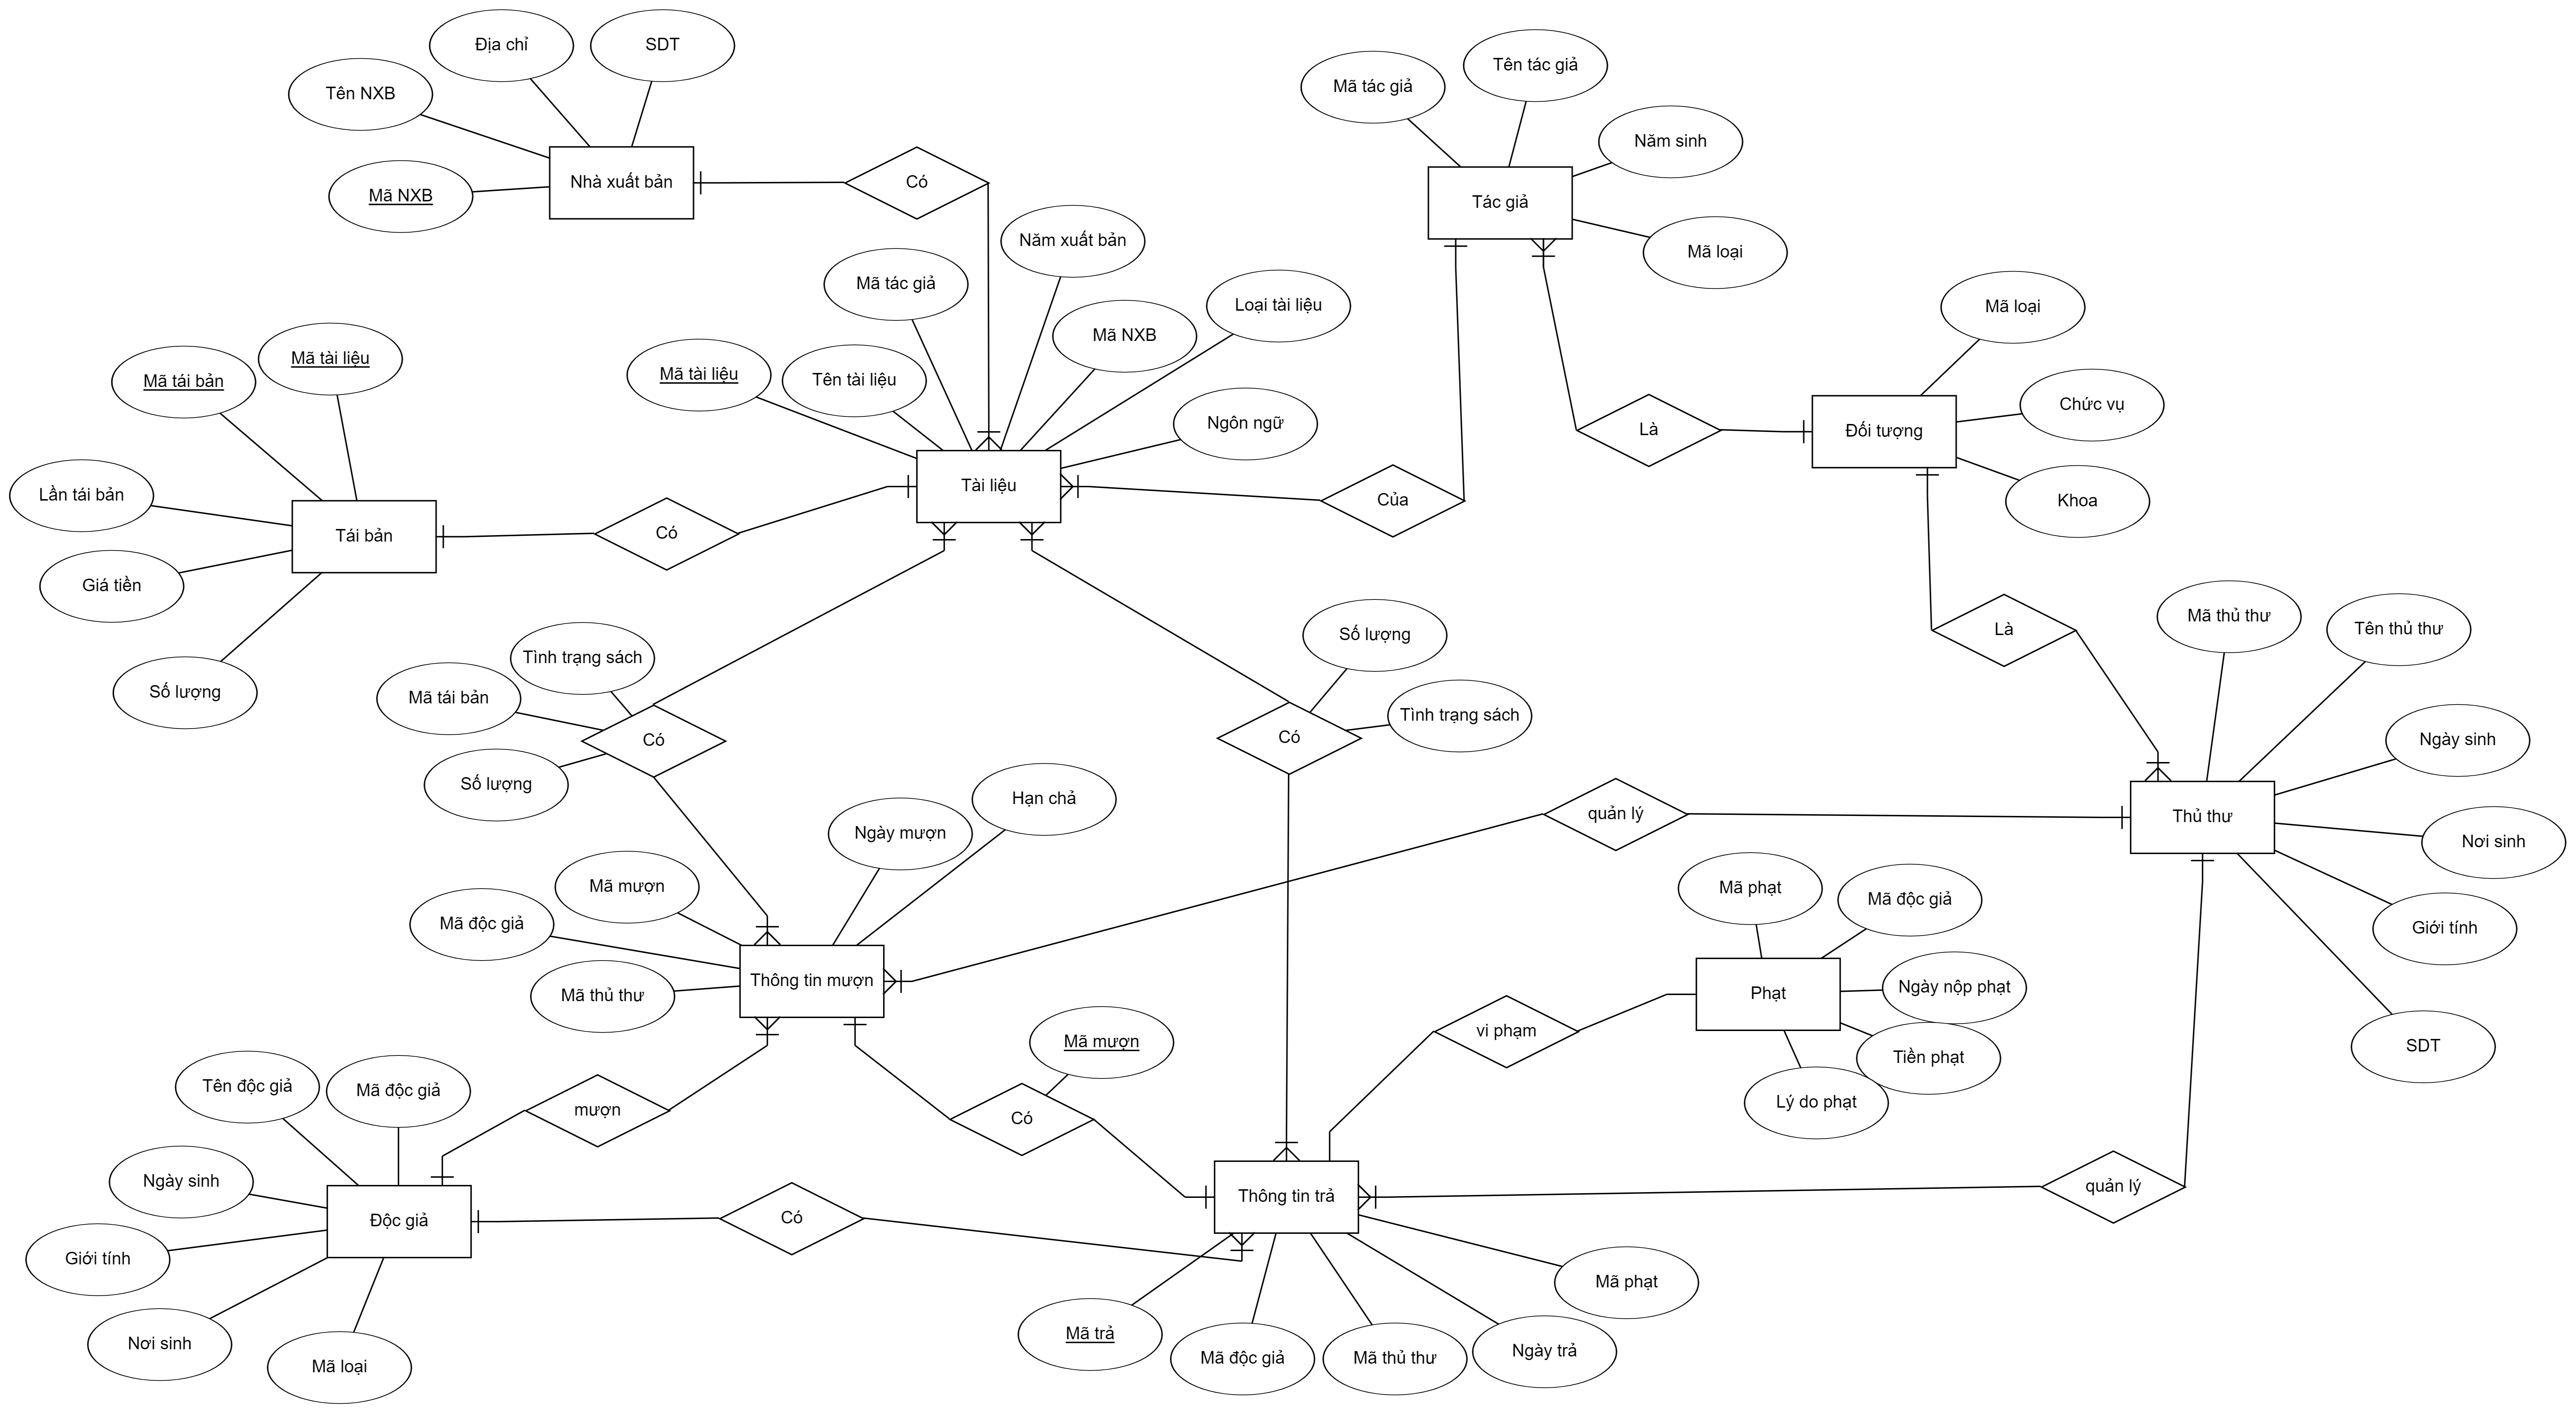 Địa chỉ
SDT
Tên NXB
Mã NXB
Nhà xuất bản
Có
Mã tác giả
Tên tác giả
Năm sinh
Mã loại
Tác giả
Năm xuất bản
Mã tác giả
Mã NXB
Loại tài liệu
Mã tài liệu
Tên tài liệu
Ngôn ngữ
Tài liệu
Của
Là
Mã loại
Chức vụ
Khoa
Đối tượng
Mã tái bản
Mã tài liệu
Lần tái bản
Giá tiền
Số lượng
Tái bản
Có
Tình trạng sách
Mã tái bản
Số lượng
Có
Số lượng
Tình trạng sách
Có
Là
Mã thủ thư
Tên thủ thư
Ngày sinh
Nơi sinh
Giới tính
SDT
Thủ thư
quản lý
Ngày mượn
Hạn chả
Mã mượn
Mã độc giả
Mã thủ thư
Thông tin mượn
Mã phạt
Mã độc giả
Ngày nộp phạt
Tiền phạt
Lý do phạt
Phạt
vi phạm
Mã mượn
Có
mượn
Tên độc giả
Mã độc giả
Ngày sinh
Giới tính
Nơi sinh
Mã loại
Độc giả
Có
Thông tin trả
quản lý
Mã phạt
Mã trả
Mã độc giả
Mã thủ thư
Ngày trả